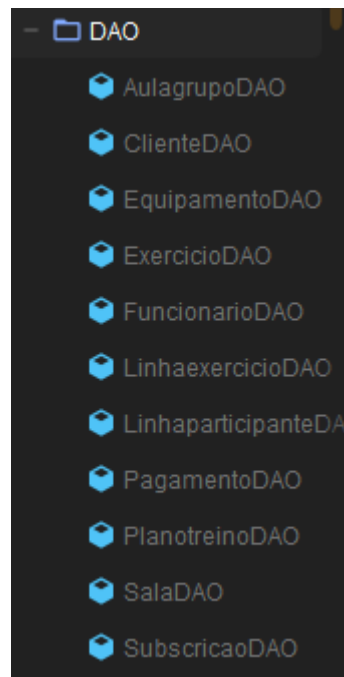 DAO
AulagrupoDAO
ClienteDAO
EquipamentoDAO
ExercicioDAO
FuncionarioDAO
LinhaexercicioDAO
LinhaparticipanteDA
PagamentoDAO
PlanotreinoDAO
SalaDAO
SubscricaoDAO